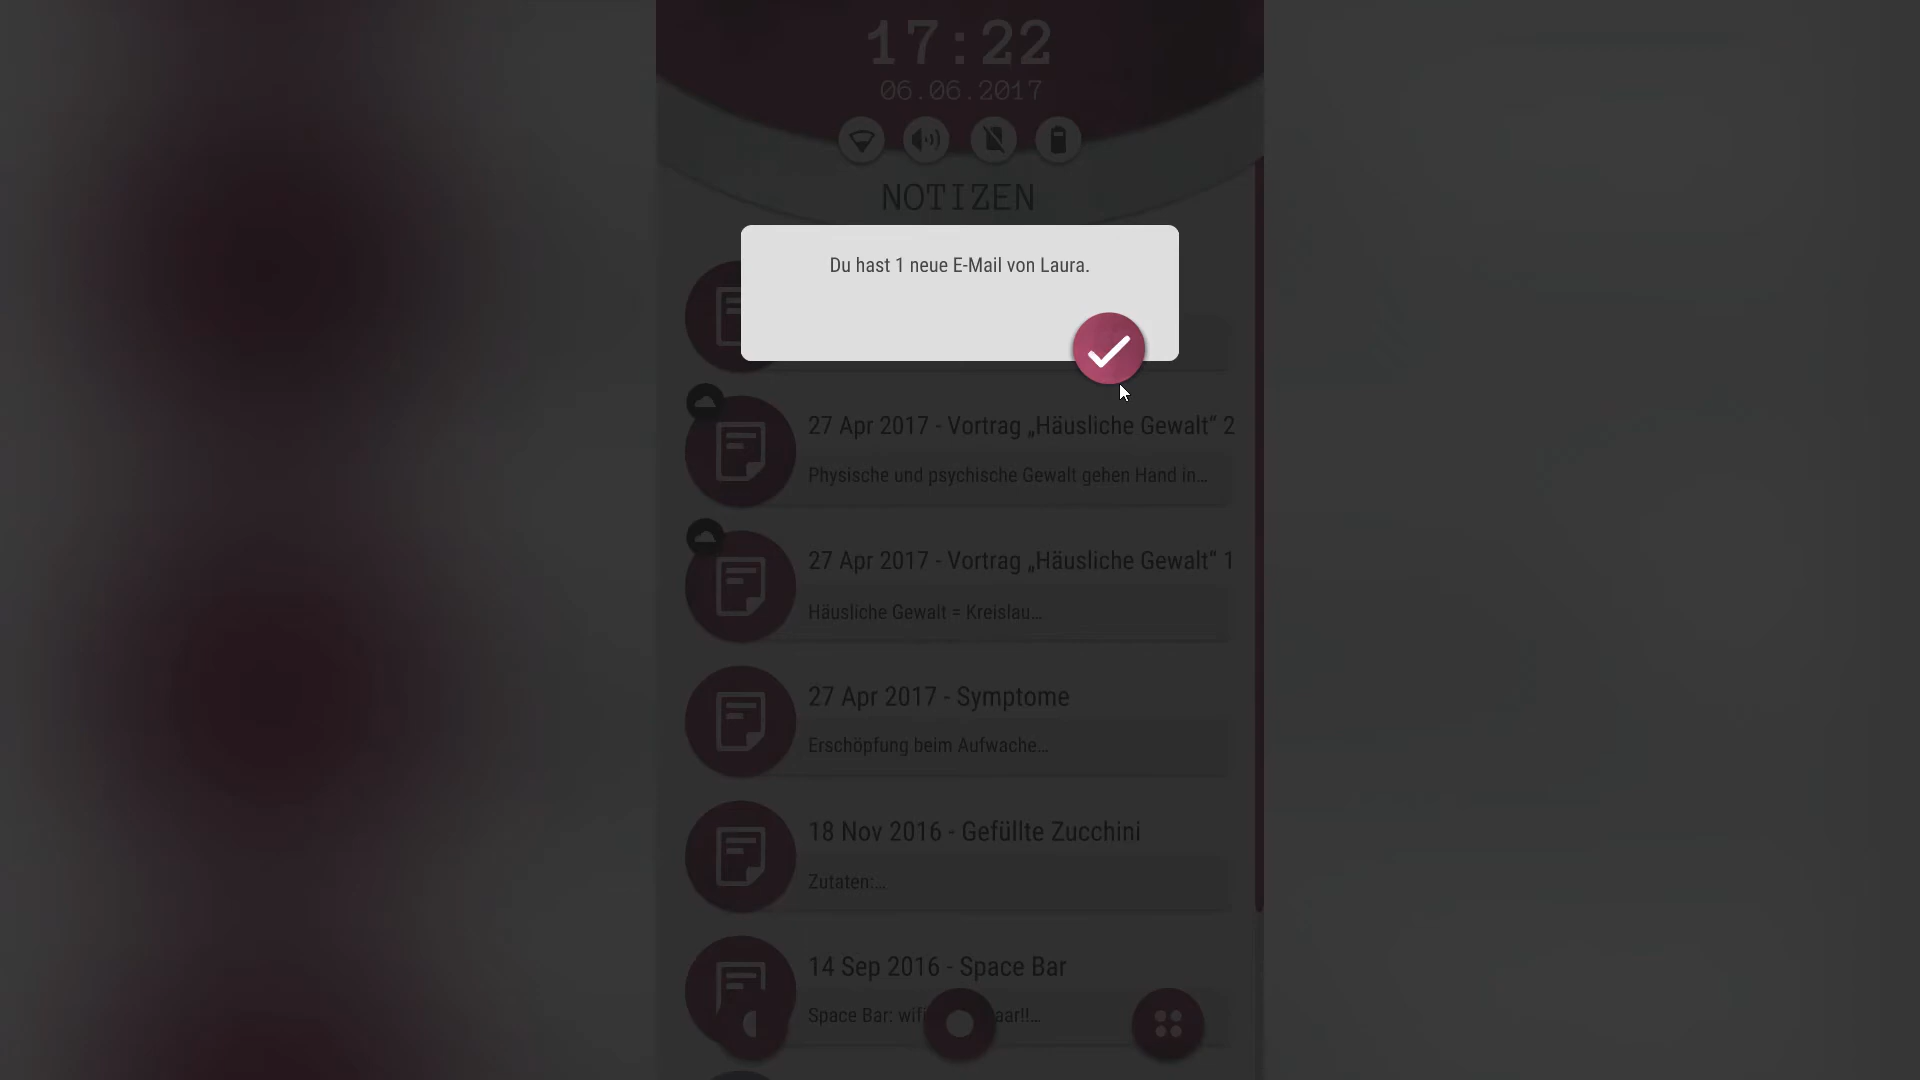 17:22
06.06.2017
NOTIZEN
Du hast 1 neue E-Mail von Laura.
27 Apr 2017 - Vortrag „Häusliche Gewalt“ 2
Physische und psychische Gewalt gehen Hand in...
27 Apr 2017 - Vortrag „Häusliche Gewalt“ 1
Häusliche Gewalt = Kreislau...
27 Apr 2017 - Symptome
Erschöpfung beim Aufwache...
18 Nov 2016 - Gefüllte Zucchini
Zutaten:...
14 Sep 2016 - Space Bar
Space Bar: wifi